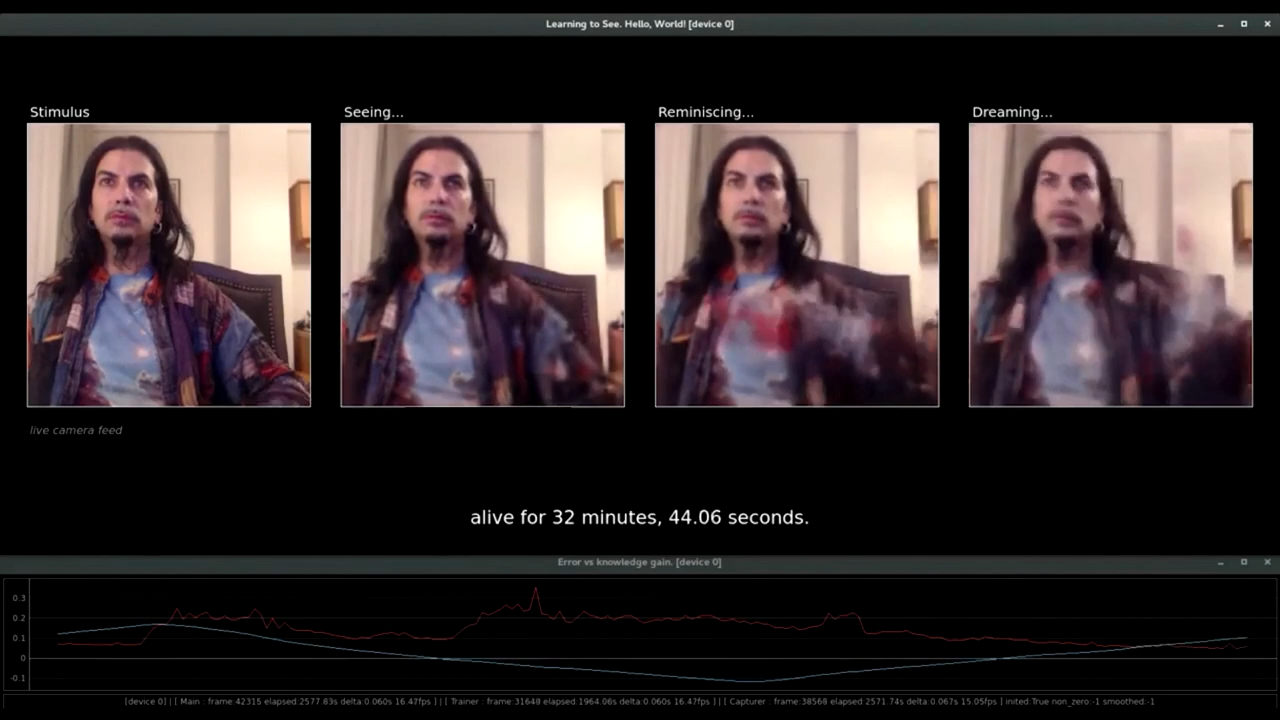 Learning to See. Hello, World! [device 0]
Stimulus
Seeing...
Reminiscing...
Dreaming...
live camera feed
alive for 32 minutes, 44.06 seconds.
Error vs knowledge gain. [device 0]
0.3
0.2
0.1
0
-0.1
[device 0] | [ Main : frame:42315 elapsed:2577.83s delta:0.060s 16.47fps ] | [ Trainer : frame:31648 elapsed:1964.06s delta:0.060s 16.47fps ] | [ Capturer : frame:38568 elapsed:2571.74s delta:0.067s 15.05fps ] inited:True non_zero:-1 smoothed:-1